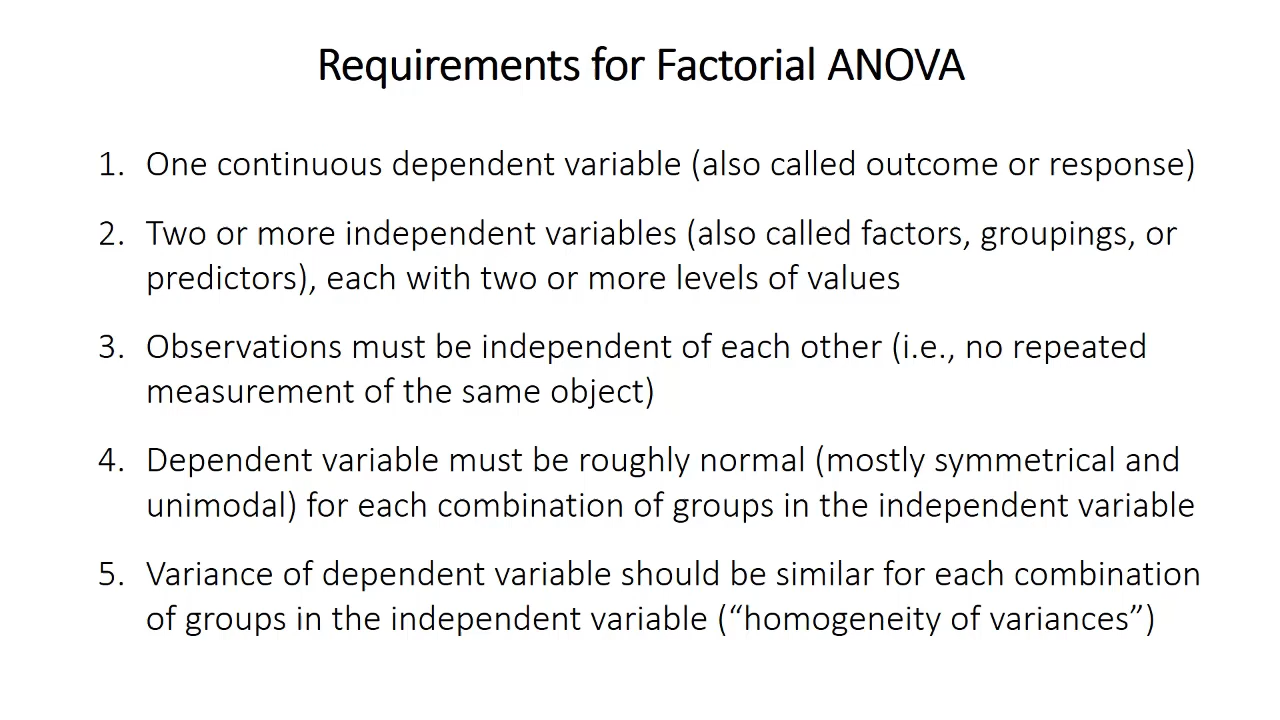 Requirements for Factorial ANOVA
1. One continuous dependent variable (also called outcome or response)
2. Two or more independent variables (also called factors, groupings, or
predictors), each with two or more levels of values
3. Observations must be independent of each other (i.e., no repeated
measurement of the same object)
4. Dependent variable must be roughly normal (mostly symmetrical and
unimodal) for each combination of groups in the independent variable
5. Variance of dependent variable should be similar for each combination
of groups in the independent variable (“homogeneity of variances”)